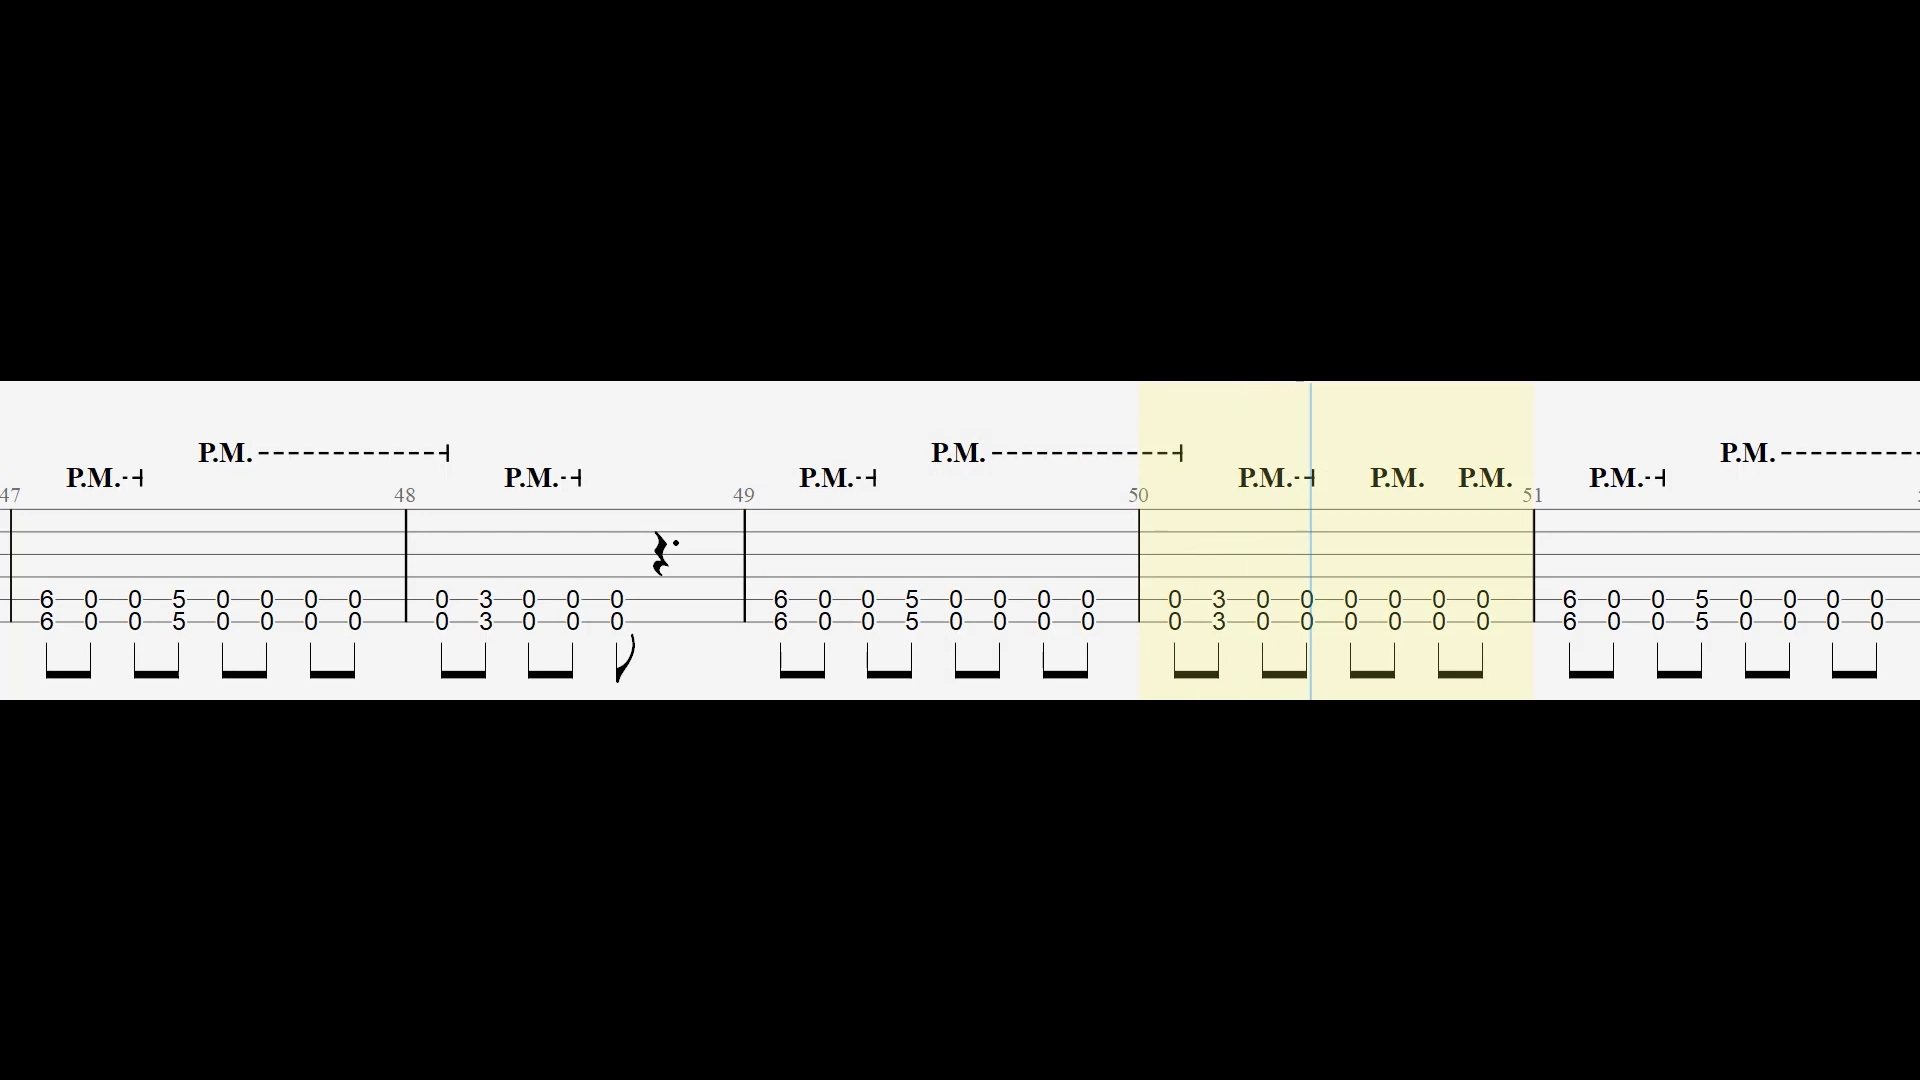 P.M. P.M. P.M.
P.M. P.M. P.M. P.M. P.M. P.M. P.M.
47 48 49 50 51
6 0 0 5 0 0 0 0 0 3 0 0 0 6 0 0 5 0 0 0 0 0 3 0 0 0 0 0 0 6 0 0 5 0 0 0 0
6 0 0 5 0 0 0 0 0 3 0 0 0 6 0 0 5 0 0 0 0 0 3 0 0 0 0 0 0 6 0 0 5 0 0 0 0